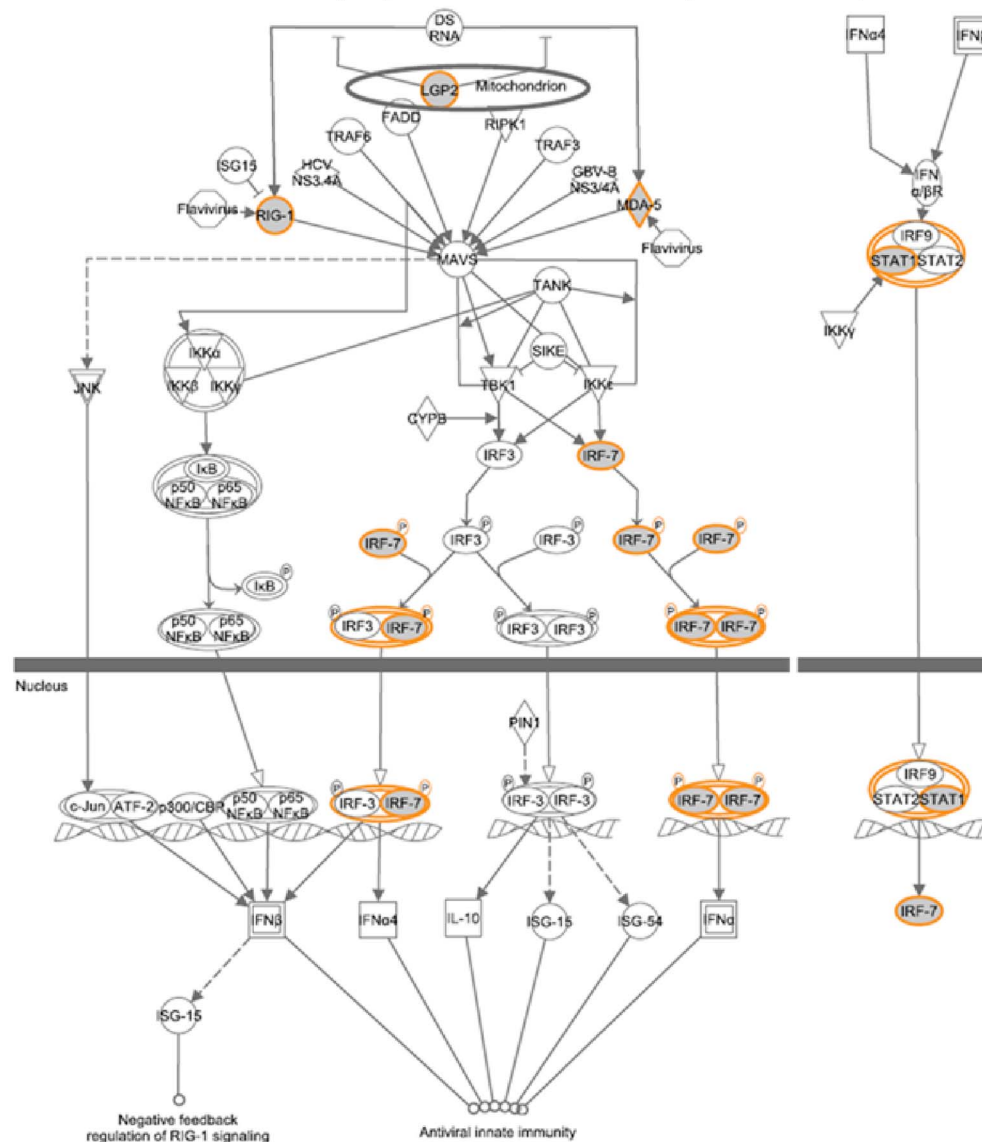 DS
RNA
IFNα4
IFNβ
LGP2
Mitochondrion
FADD
RIPK1
TRAF6
TRAF3
ISG15
HCV
NS3.4A
GBV-B
NS3/4A
IFN
α/βR
Flavivirus
RIG-1
MDA-5
Flavivirus
IRF9
STAT1
STAT2
MAVS
TANK
IKKγ
IKKα
SIKE
JNK
IKKβ
IKKγ
TBK1
IKKε
CYPB
IRF3
IRF-7
IκB
p50
NFκB
p65
NFκB
P
P
P
P
IRF-7
IRF3
IRF-3
IRF-7
IRF-7
P
IκB
P
p50
NFκB
p65
NFκB
P
IRF3
IRF-7
P
P
IRF3
IRF3
P
P
IRF-7
IRF-7
P
Nucleus
PIN1
IRF9
STAT2
STAT1
c-Jun
ATF-2
p300/CBP
p50
NFκB
p65
NFκB
P
IRF-3
IRF-7
P
P
IRF-3
IRF-3
P
P
IRF-7
IRF-7
P
IFNβ
IFNα4
IL-10
ISG-15
ISG-54
IFNα
IRF-7
ISG-15
Negative feedback
regulation of RIG-1 signaling
Antiviral innate immunity